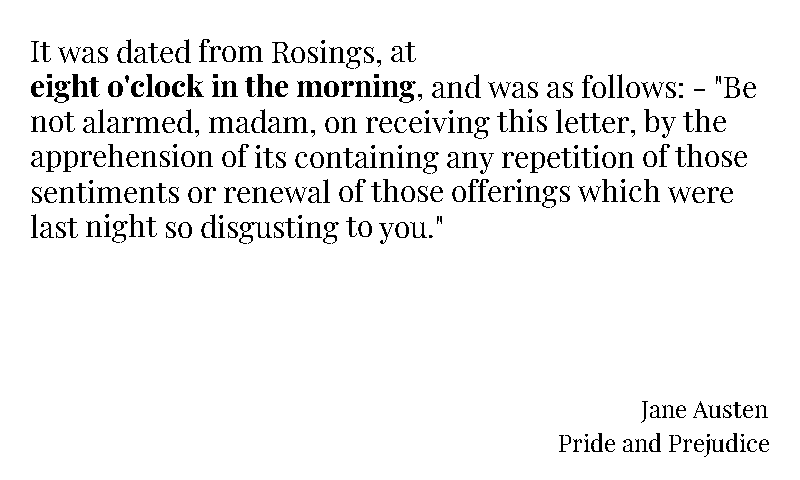 It was dated from Rosings, at
eight o'clock in the morning, and was as follows: - "Be
not alarmed, madam, on receiving this letter, by the
apprehension of its containing any repetition of those
sentiments or renewal of those offerings which were
last night so disgusting to you."
Jane Austen
Pride and Prejudice